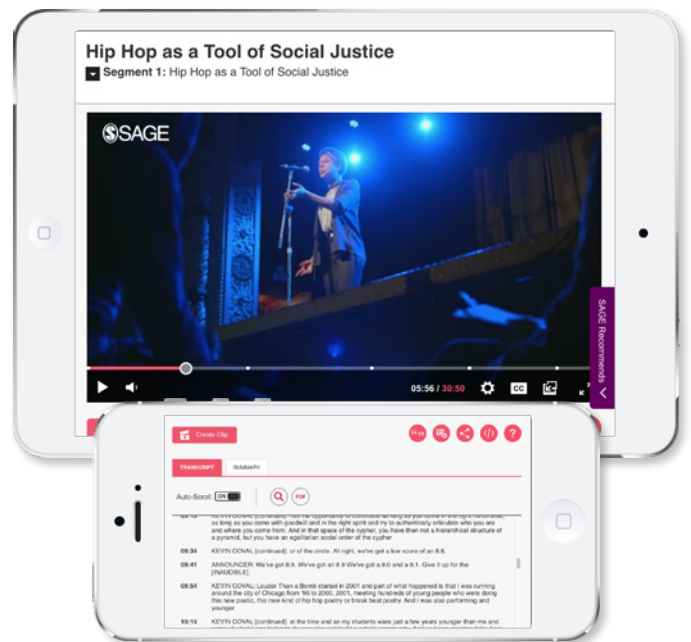 Hip Hop as a Tool of Social Justice
Segment 1: Hip Hop as a Tool of Social Justice
SAGE
SAGE Recommends
05:56 / 30:50
CC
Create Clip
TRANSCRIPT
SUMMARY
Auto-Scroll: ON
PDF
as long as you come with goodwill and in the right spirit and try to authentically articulate who you are
and where you come from. And in that space of the cypher, you have then not a hierarchical structure of
a pyramid, but you have an egalitarian social order of the cypher
09:34 KEVIN COVAL [continued]: or of the circle. All right, we've got a low score of an 8.8.
09:41 ANNOUNCER: We've got 8.9. We've got an 8.9 We've got a 9.0 and a 9.1. Give it up for the
[INAUDIBLE].
09:54 KEVIN COVAL: Louder Than a Bomb started in 2001 and part of what happened is that I was running
around the city of Chicago from '96 to 2000, 2001, meeting hundreds of young people who were doing
this new poetic, this new kind of hip hop poetry or break beat poetry. And I was also performing and
younger
10:15 KEVIN COVAL [continued]: at the time and so my students were just a few years younger than me and